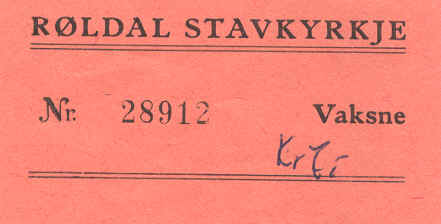 RØLDAL STAVKYRKJE
Nr. 28912 Vaksne